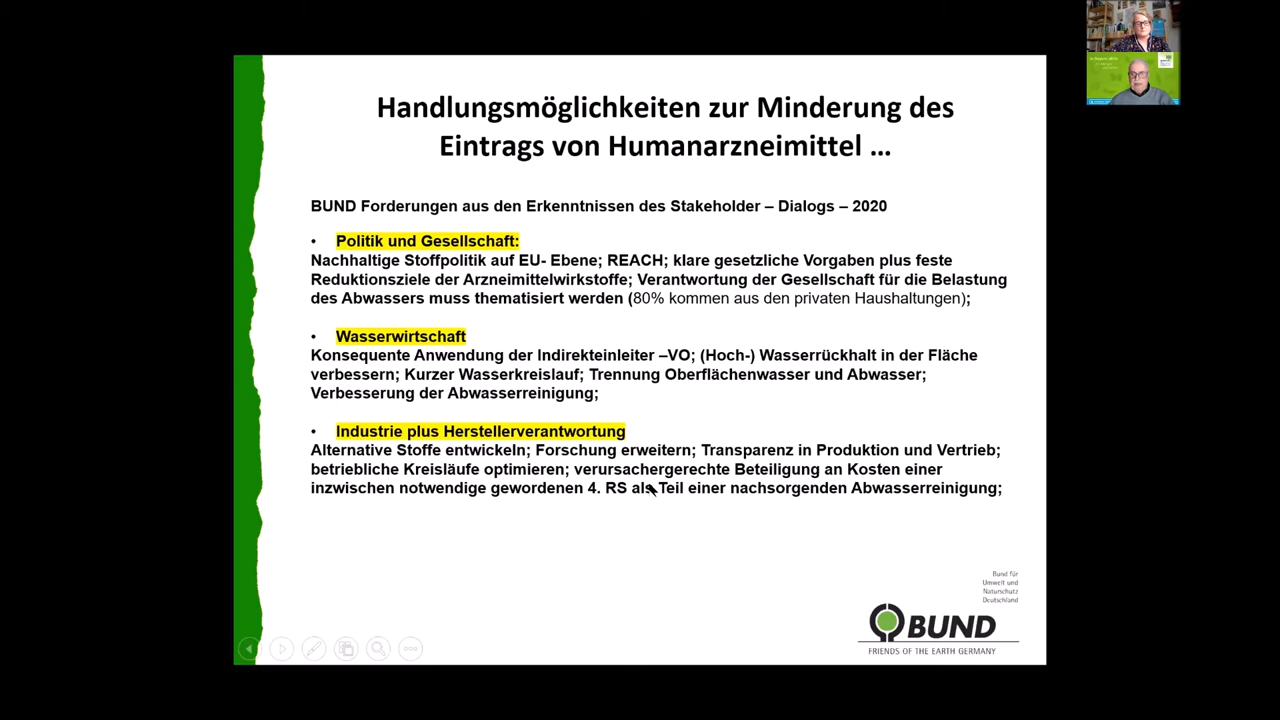 Handlungsmöglichkeiten zur Minderung des
Eintrags von Humanarzneimittel ...
BUND Forderungen aus den Erkenntnissen des Stakeholder – Dialogs – 2020
• Politik und Gesellschaft:
Nachhaltige Stoffpolitik auf EU- Ebene; REACH; klare gesetzliche Vorgaben plus feste
Reduktionsziele der Arzneimittelwirkstoffe; Verantwortung der Gesellschaft für die Belastung
des Abwassers muss thematisiert werden (80% kommen aus den privaten Haushaltungen);
• Wasserwirtschaft
Konsequente Anwendung der Indirekteinleiter –VO; (Hoch-) Wasserrückhalt in der Fläche
verbessern; Kurzer Wasserkreislauf; Trennung Oberflächenwasser und Abwasser;
Verbesserung der Abwasserreinigung;
• Industrie plus Herstellerverantwortung
Alternative Stoffe entwickeln; Forschung erweitern; Transparenz in Produktion und Vertrieb;
betriebliche Kreisläufe optimieren; verursachergerechte Beteiligung an Kosten einer
inzwischen notwendige gewordenen 4. RS als Teil einer nachsorgenden Abwasserreinigung;
Bund für
Umwelt und
Naturschutz
Deutschland
BUND
FRIENDS OF THE EARTH GERMANY